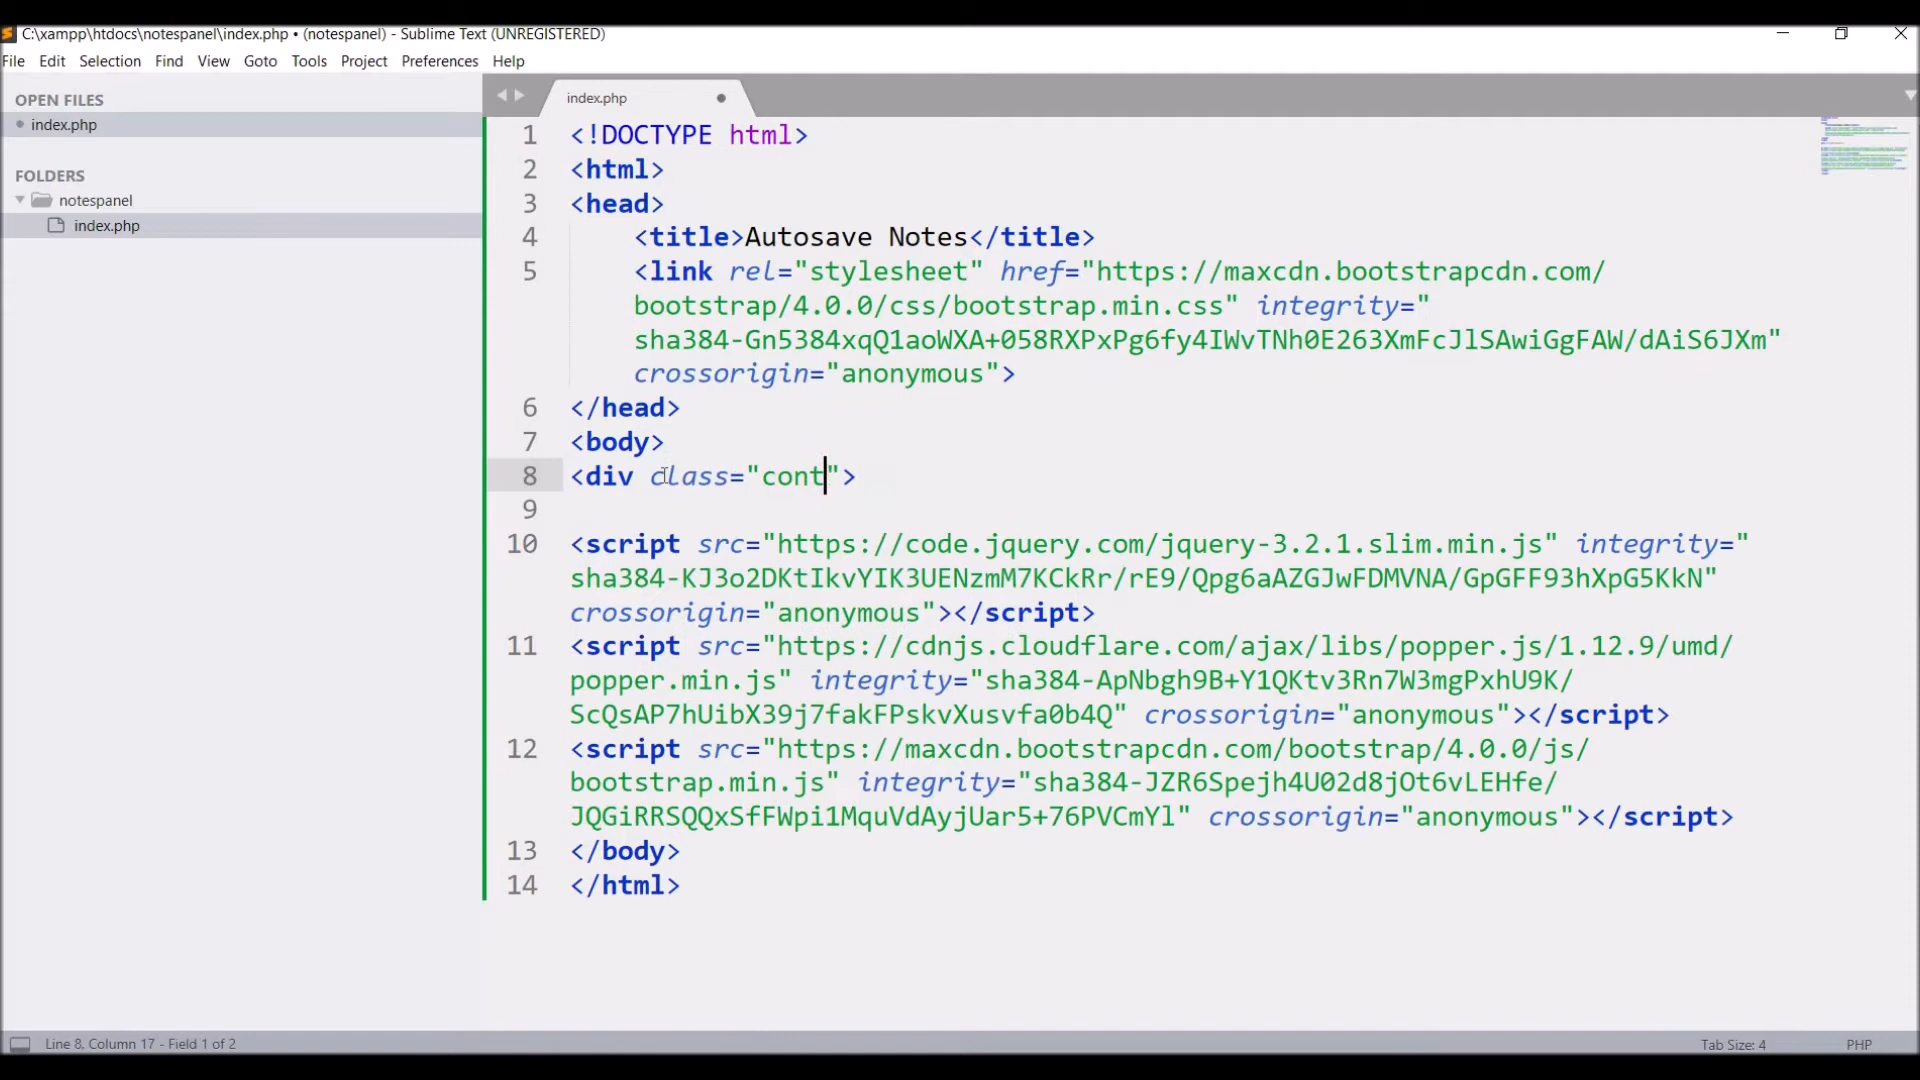 C:\xampp\htdocs\notespanel\index.php • (notespanel) - Sublime Text (UNREGISTERED)
File Edit Selection Find View Goto Tools Project Preferences Help
OPEN FILES
index.php
FOLDERS
notespanel
index.php
index.php
1 <!DOCTYPE html>
2 <html>
3 <head>
4 <title>Autosave Notes</title>
5 <link rel="stylesheet" href="https://maxcdn.bootstrapcdn.com/
bootstrap/4.0.0/css/bootstrap.min.css" integrity="
sha384-Gn5384xqQ1aoWXA+058RXPxPg6fy4IWvTNh0E263XmFcJlSAwiGgFAW/dAiS6JXm"
crossorigin="anonymous">
6 </head>
7 <body>
8 <div class="cont">
9
10 <script src="https://code.jquery.com/jquery-3.2.1.slim.min.js" integrity="
sha384-KJ3o2DKtIkvYIK3UENzmM7KCkRr/rE9/Qpg6aAZGJwFDMVNA/GpGFF93hXpG5KkN"
crossorigin="anonymous"></script>
11 <script src="https://cdnjs.cloudflare.com/ajax/libs/popper.js/1.12.9/umd/
popper.min.js" integrity="sha384-ApNbgh9B+Y1QKtv3Rn7W3mgPxhU9K/
ScQsAP7hUibX39j7fakFPskvXusvfa0b4Q" crossorigin="anonymous"></script>
12 <script src="https://maxcdn.bootstrapcdn.com/bootstrap/4.0.0/js/
bootstrap.min.js" integrity="sha384-JZR6Spejh4U02d8jOt6vLEHfe/
JQGiRRSQQxSfFWpi1MquVdAyjUar5+76PVCmYl" crossorigin="anonymous"></script>
13 </body>
14 </html>
Line 8, Column 17 - Field 1 of 2
Tab Size: 4
PHP